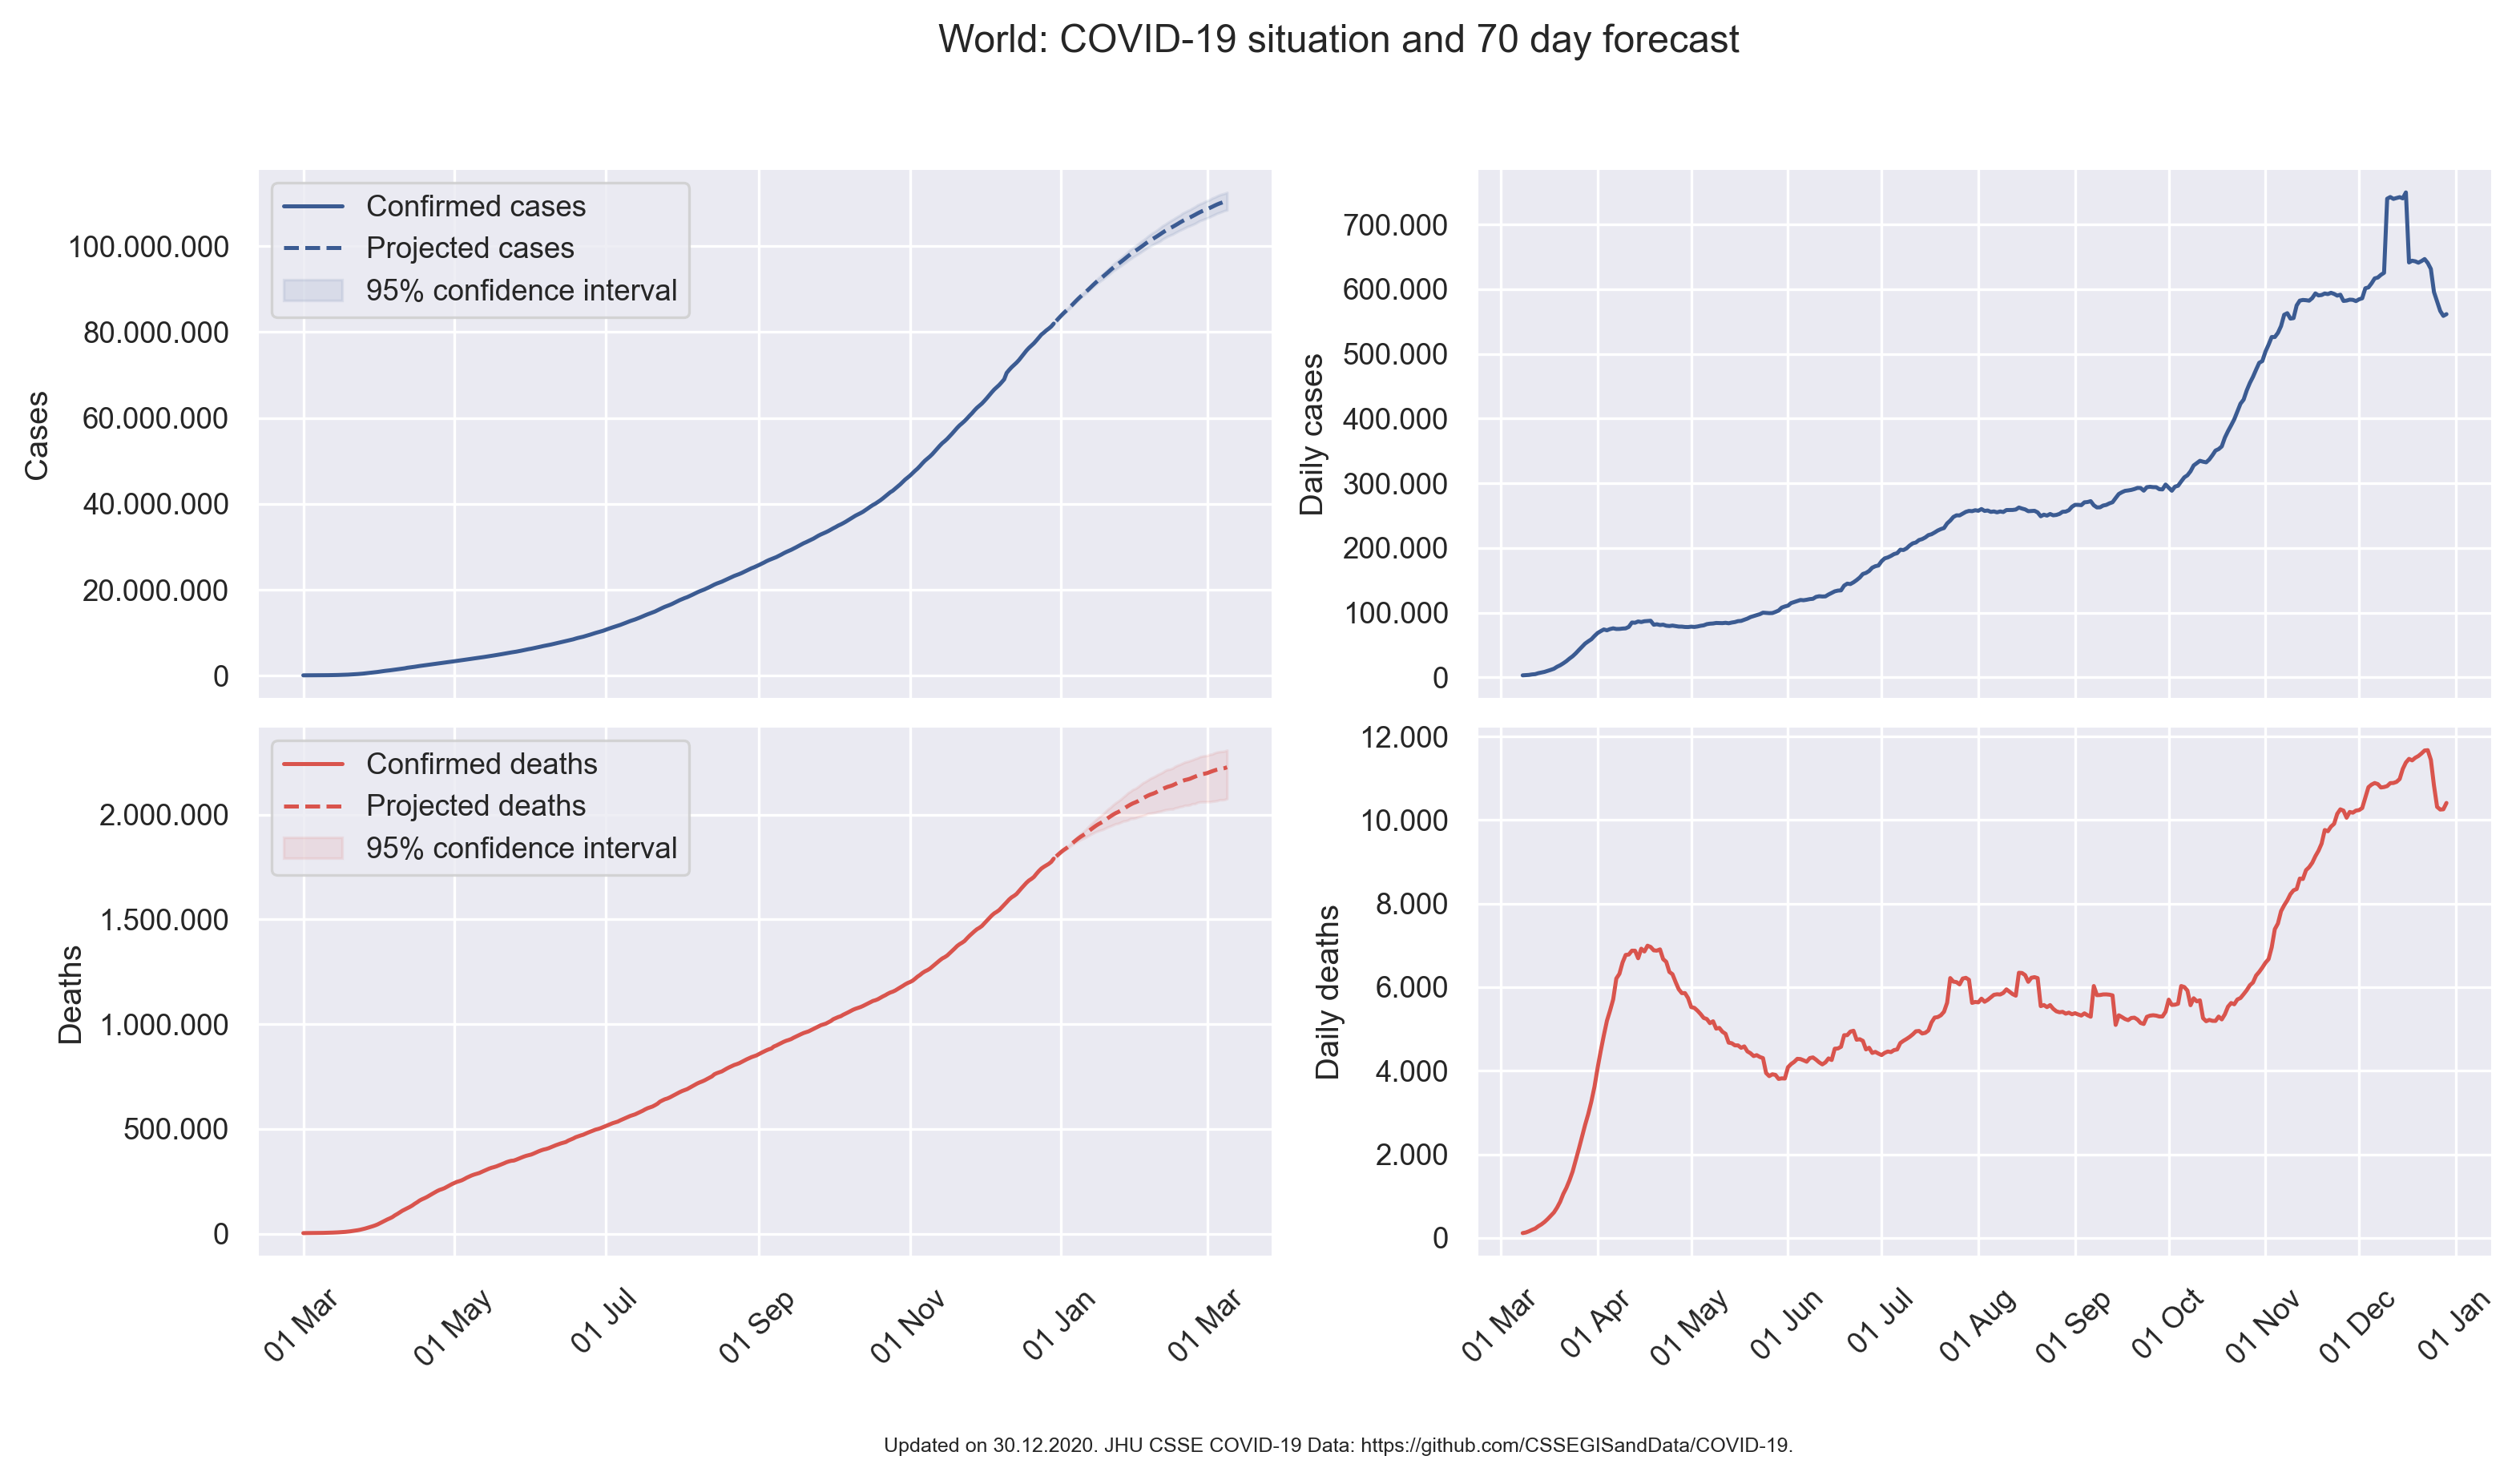 World: COVID-19 situation and 70 day forecast
Confirmed cases
Projected cases
95% confidence interval
100.000.000
80.000.000
60.000.000
40.000.000
20.000.000
0
Cases
700.000
600.000
500.000
400.000
300.000
200.000
100.000
0
Daily cases
Confirmed deaths
Projected deaths
95% confidence interval
2.000.000
1.500.000
1.000.000
500.000
0
Deaths
01 Mar
01 May
01 Jul
01 Sep
01 Nov
01 Jan
01 Mar
12.000
10.000
8.000
6.000
4.000
2.000
0
Daily deaths
01 Mar
01 Apr
01 May
01 Jun
01 Jul
01 Aug
01 Sep
01 Oct
01 Nov
01 Dec
01 Jan
Updated on 30.12.2020. JHU CSSE COVID-19 Data: https://github.com/CSSEGISandData/COVID-19.